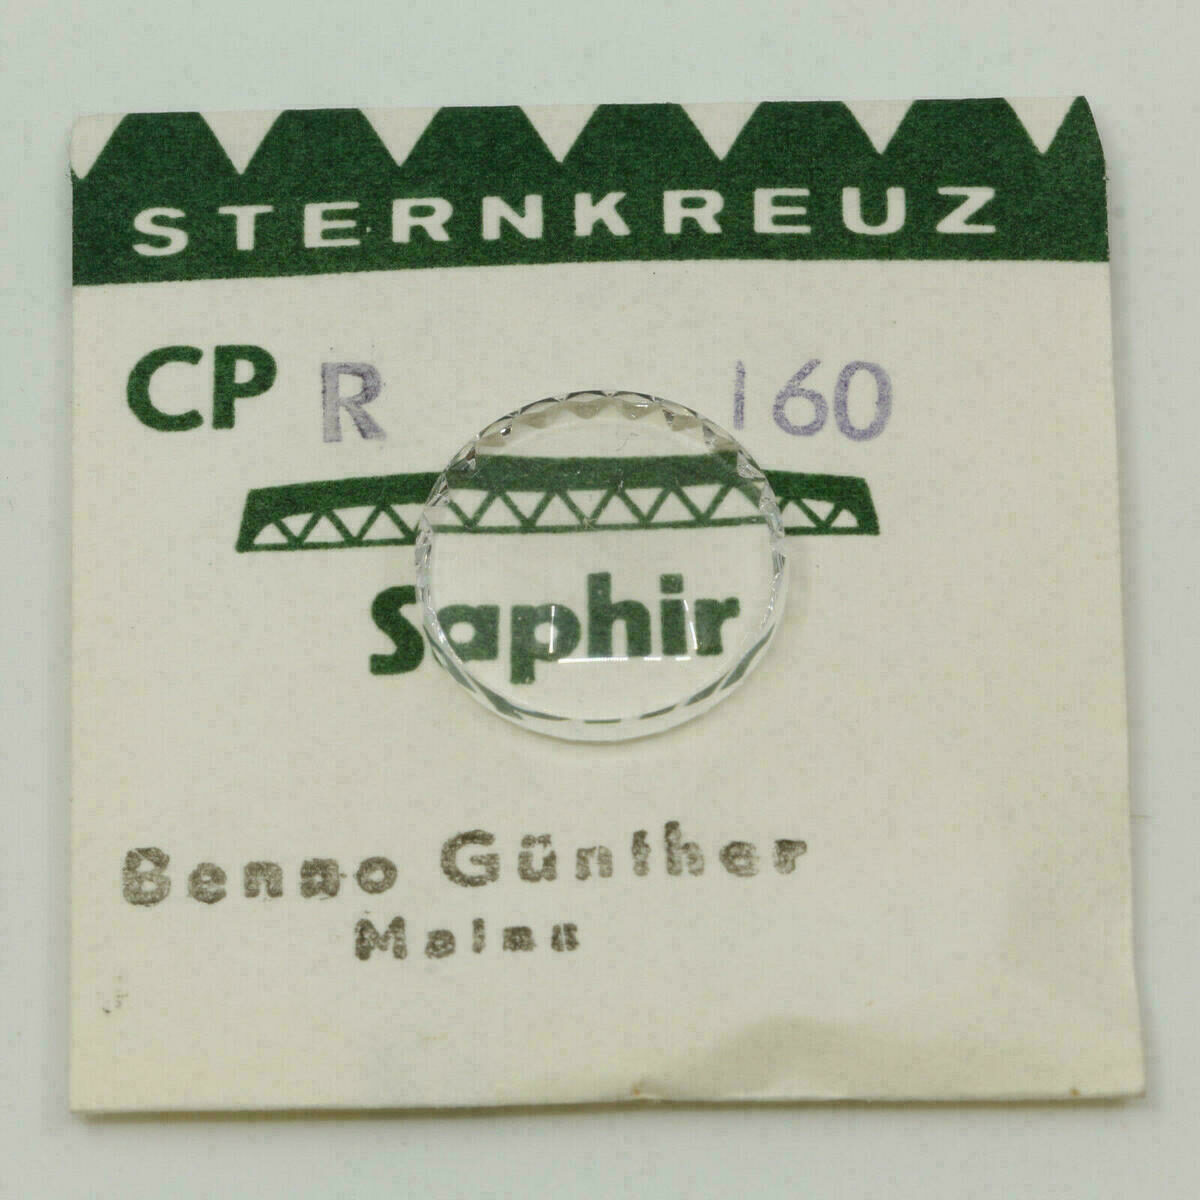 STERNKREUZ
CP R 160
Saphir
Benno Günther
Mainz